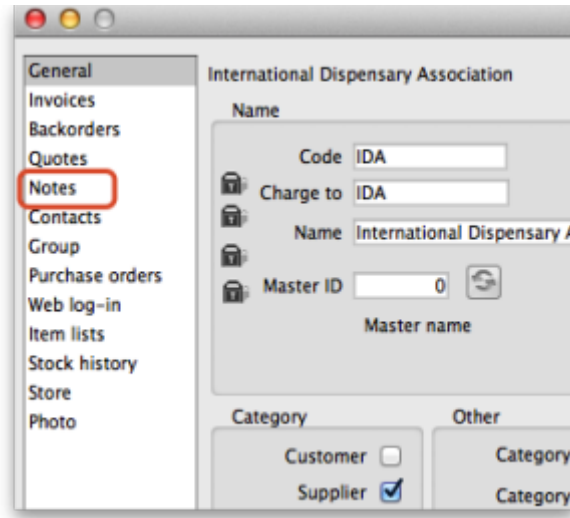 General
Invoices
Backorders
Quotes
Notes
Contacts
Group
Purchase orders
Web log-in
Item lists
Stock history
Store
Photo
International Dispensary Association
Name
Code IDA
Charge to IDA
Name International Dispensary A
Master ID 0
Master name
Category
Customer
Supplier
Other
Category
Category